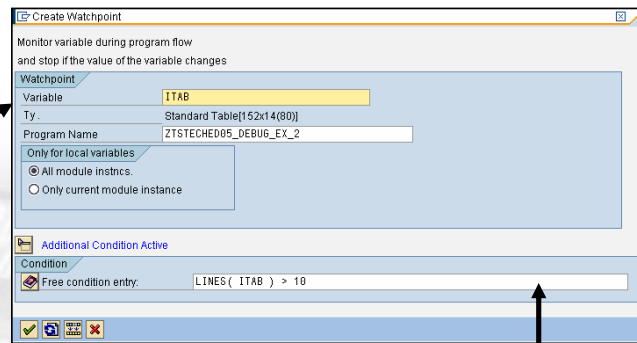 Create Watchpoint
Monitor variable during program flow
and stop if the value of the variable changes
Watchpoint
Variable ITAB
Ty. Standard Table[152x14(80)]
Program Name ZTSTECHED05_DEBUG_EX_2
Only for local variables
All module instncs.
Only current module instance
Additional Condition Active
Condition
Free condition entry: LINES( ITAB ) > 10